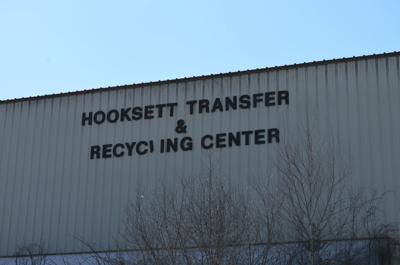 HOOKSETT TRANSFER
&
RECYCI ING CENTER